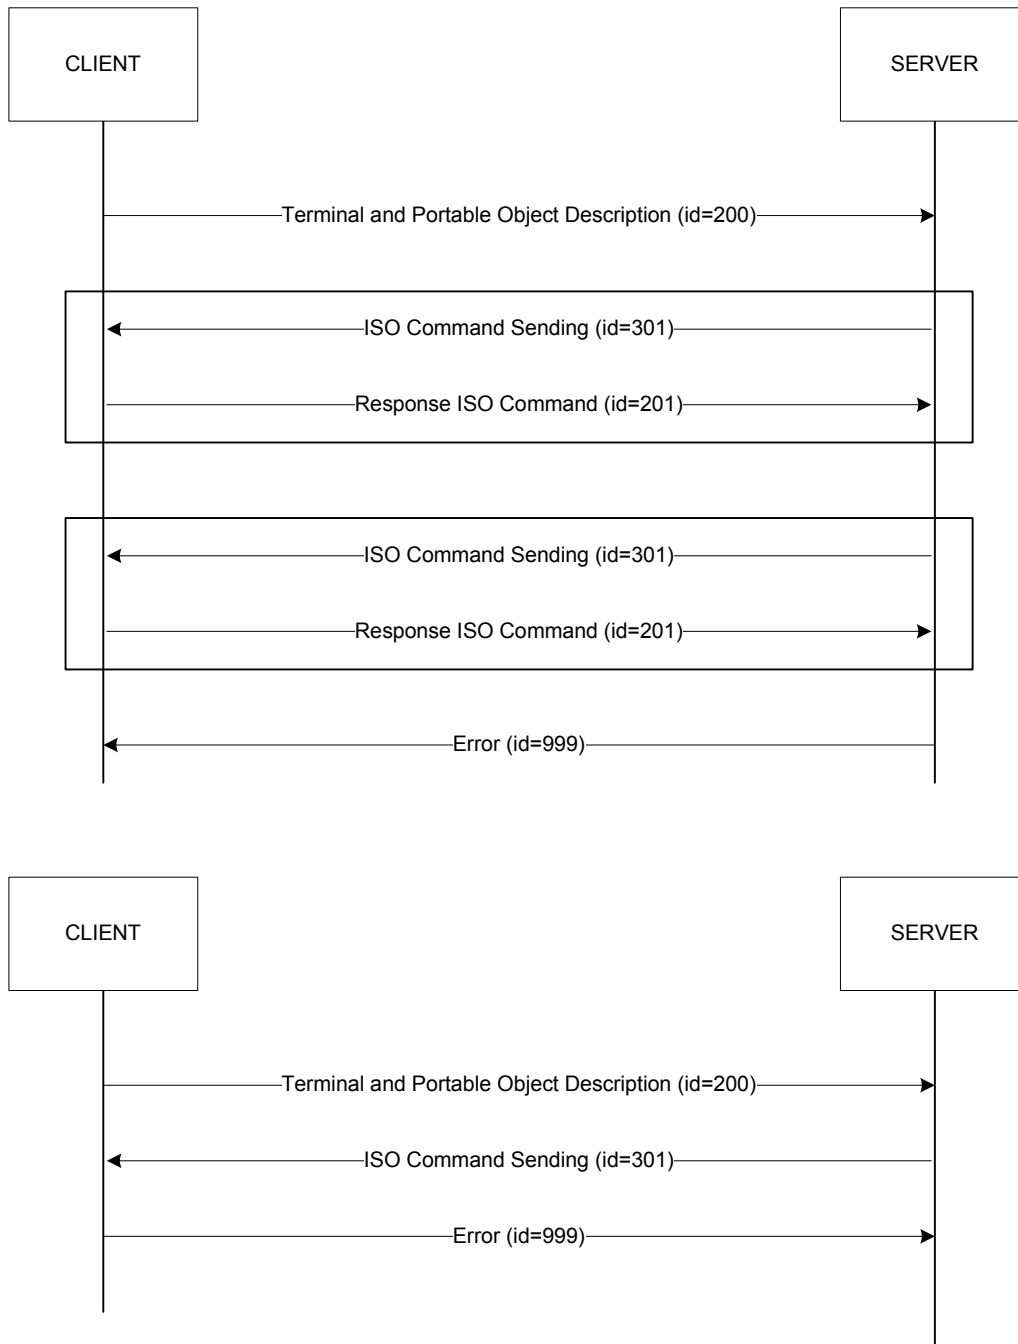 CLIENT
SERVER
Terminal and Portable Object Description (id=200)
ISO Command Sending (id=301)
Response ISO Command (id=201)
ISO Command Sending (id=301)
Response ISO Command (id=201)
Error (id=999)
CLIENT
SERVER
Terminal and Portable Object Description (id=200)
ISO Command Sending (id=301)
Error (id=999)